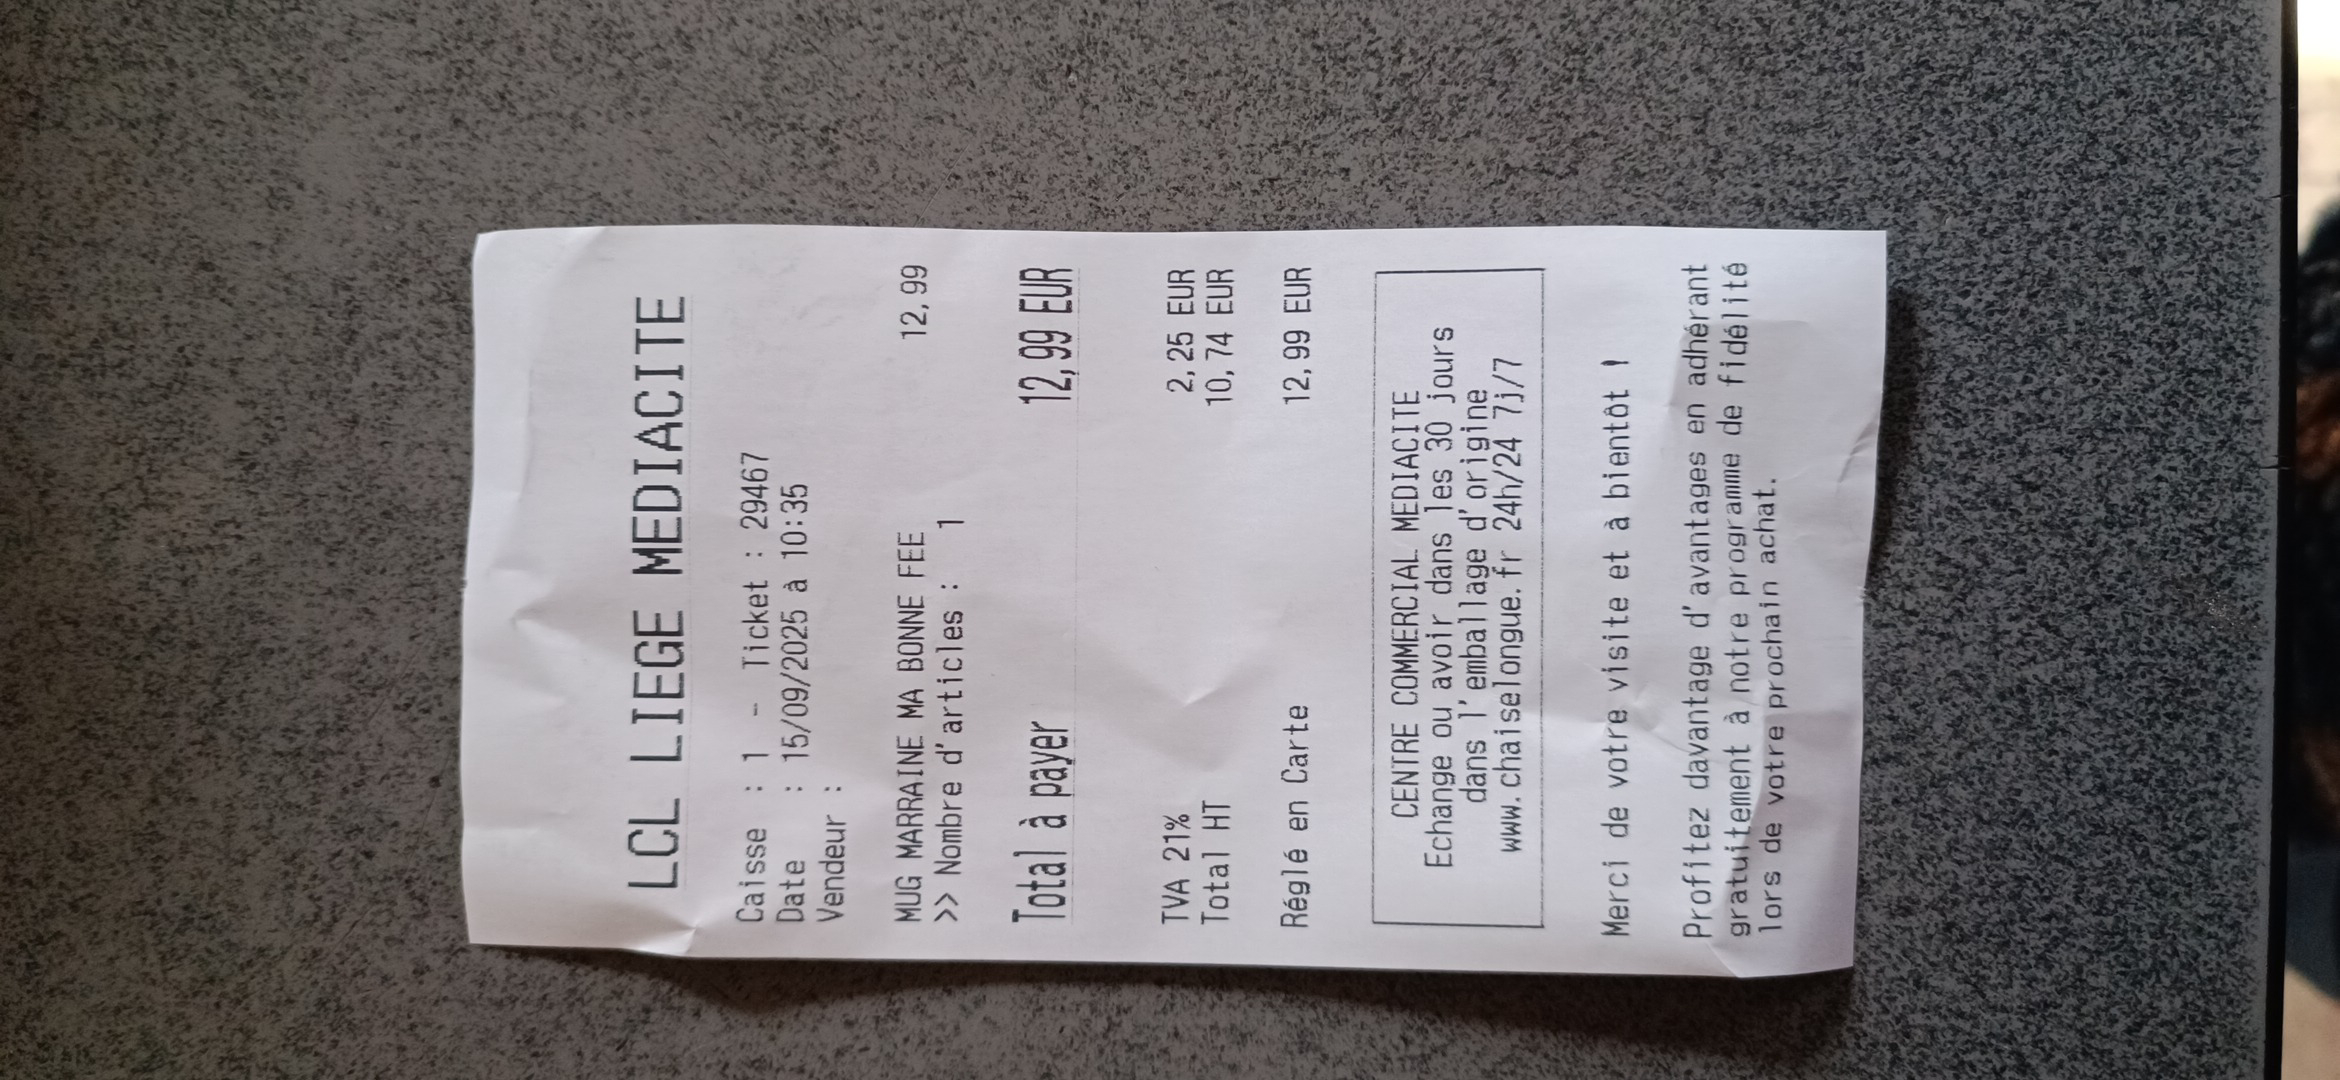 LCL LIEGE MEDIACITE
Caisse : 1 - Ticket : 29467
Date : 15/09/2025 à 10:35
Vendeur :
MUG MARRAINE MA BONNE FEE 12,99
>> Nombre d'articles : 1
Total à payer 12,99 EUR
TVA 21% 2,25 EUR
Total HT 10,74 EUR
Réglé en Carte 12,99 EUR
CENTRE COMMERCIAL MEDIACITE
Echange ou avoir dans les 30 jours
dans l'emballage d'origine
www.chaiselongue.fr 24h/24 7j/7
Merci de votre visite et à bientôt !
Profitez davantage d'avantages en adhérant
gratuitement à notre programme de fidélité
lors de votre prochain achat.